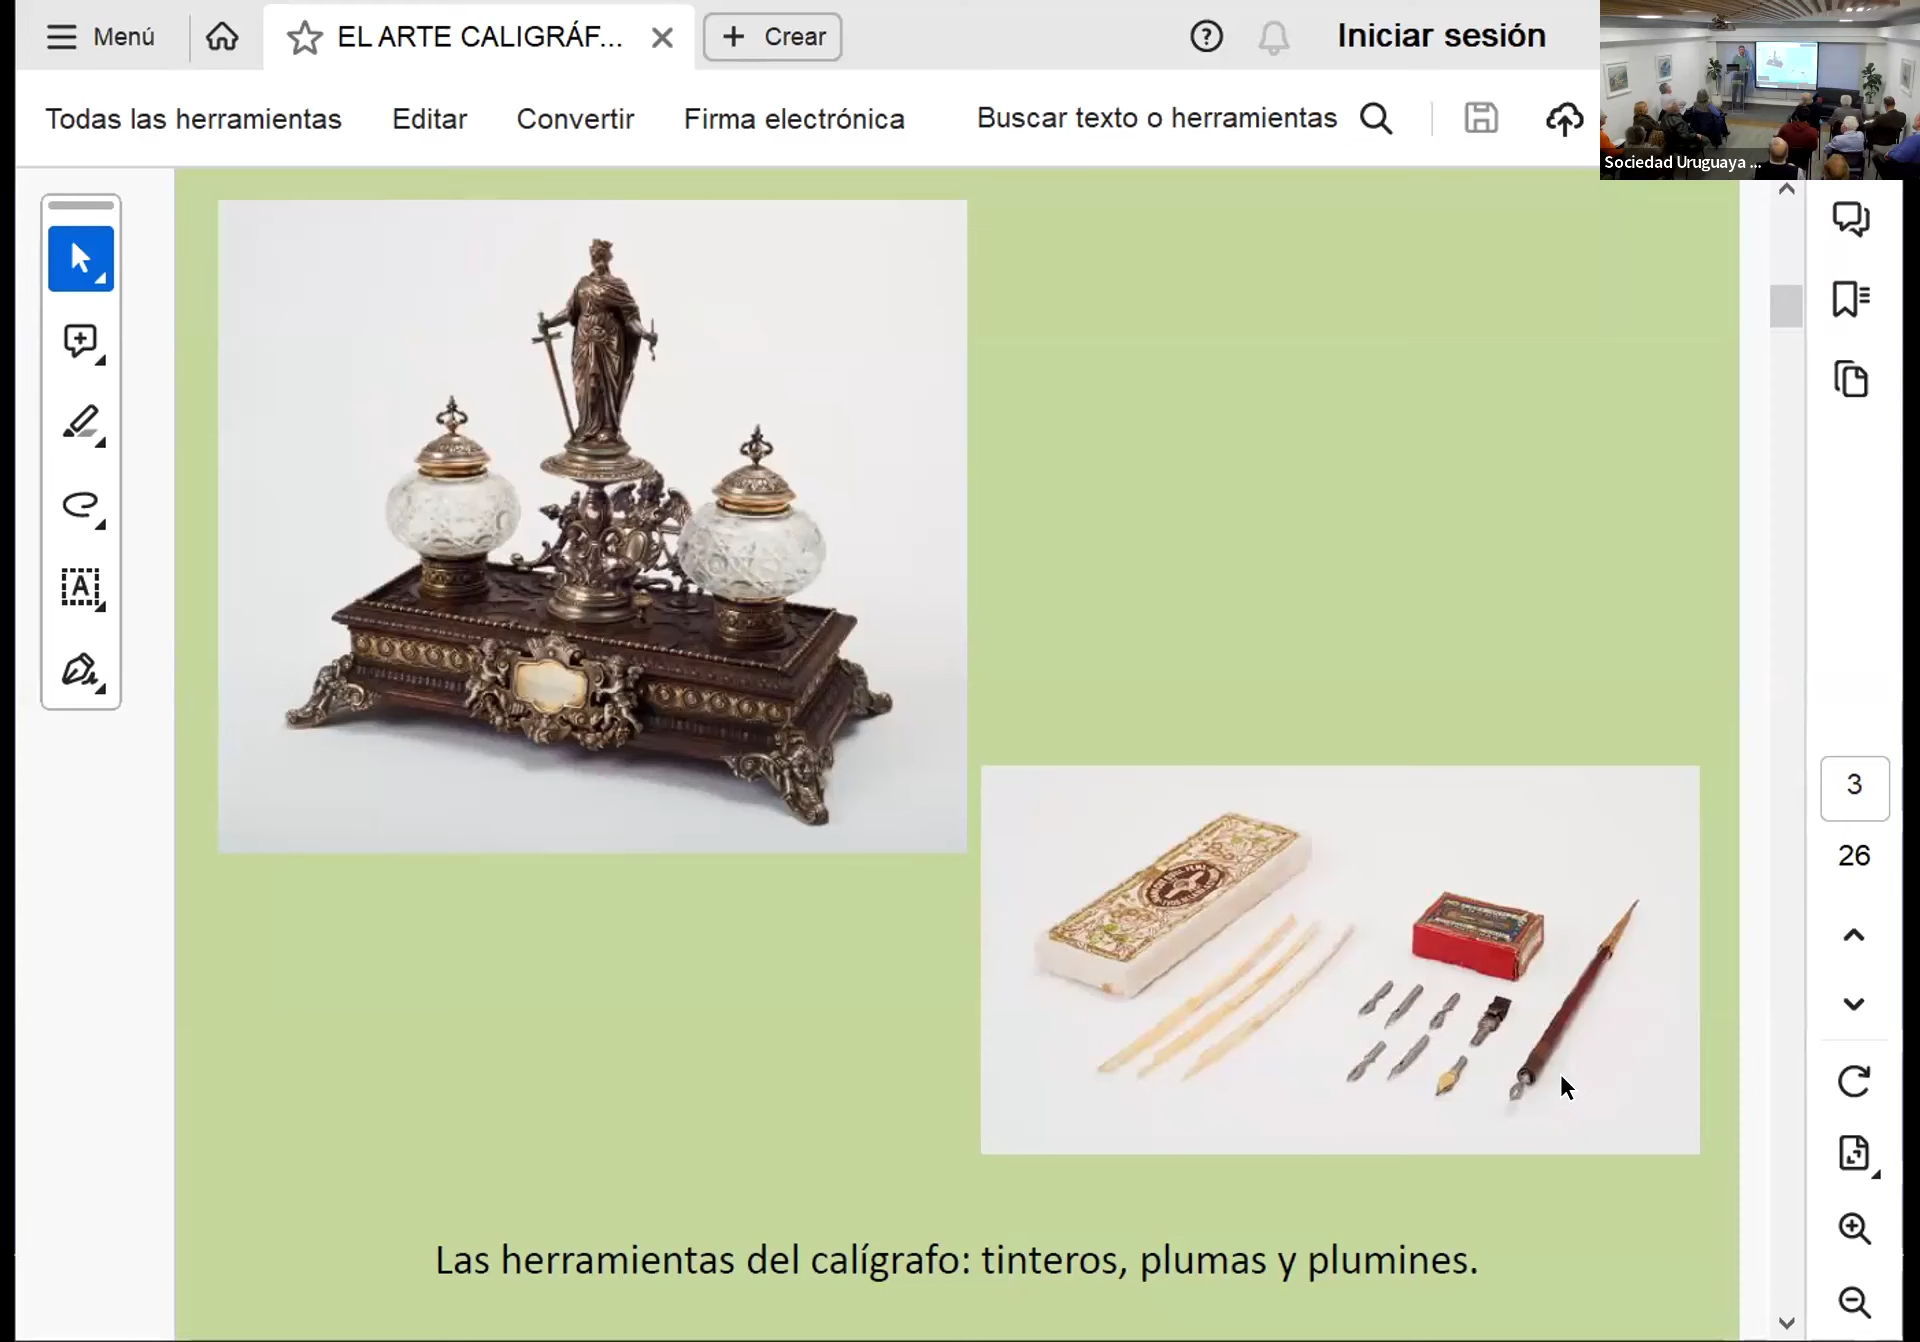 Menú
EL ARTE CALIGRÁF...
Crear
Iniciar sesión
Todas las herramientas
Editar
Convertir
Firma electrónica
Buscar texto o herramientas
Sociedad Uruguaya ...
A
3
26
Las herramientas del calígrafo: tinteros, plumas y plumines.